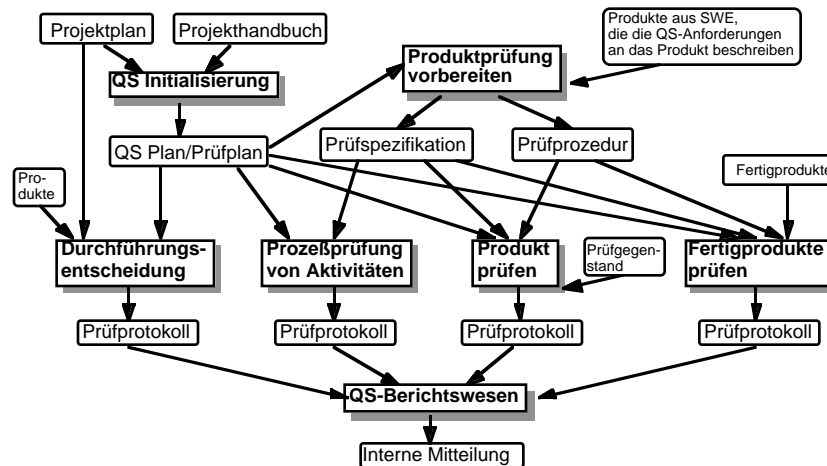 Projektplan
Projekthandbuch
Produkte aus SWE,
die die QS-Anforderungen
an das Produkt beschreiben
Produktprüfung
vorbereiten
QS Initialisierung
QS Plan/Prüfplan
Prüfspezifikation
Prüfprozedur
Pro-
dukte
Fertigprodukte
Durchführungs-
entscheidung
Prozeßprüfung
von Aktivitäten
Produkt
prüfen
Prüfgegen-
stand
Fertigprodukte
prüfen
Prüfprotokoll
Prüfprotokoll
Prüfprotokoll
Prüfprotokoll
QS-Berichtswesen
Interne Mitteilung